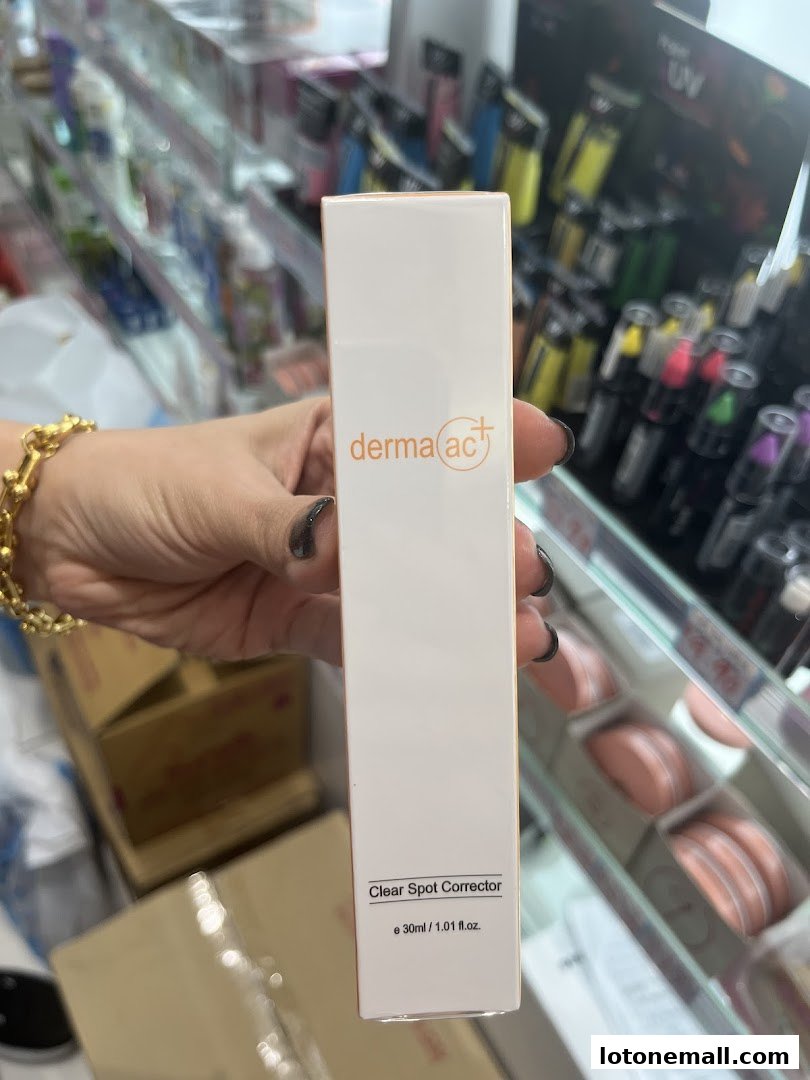 UV
derma ac+
Clear Spot Corrector
e 30ml / 1.01 fl.oz.
lotonemall.com